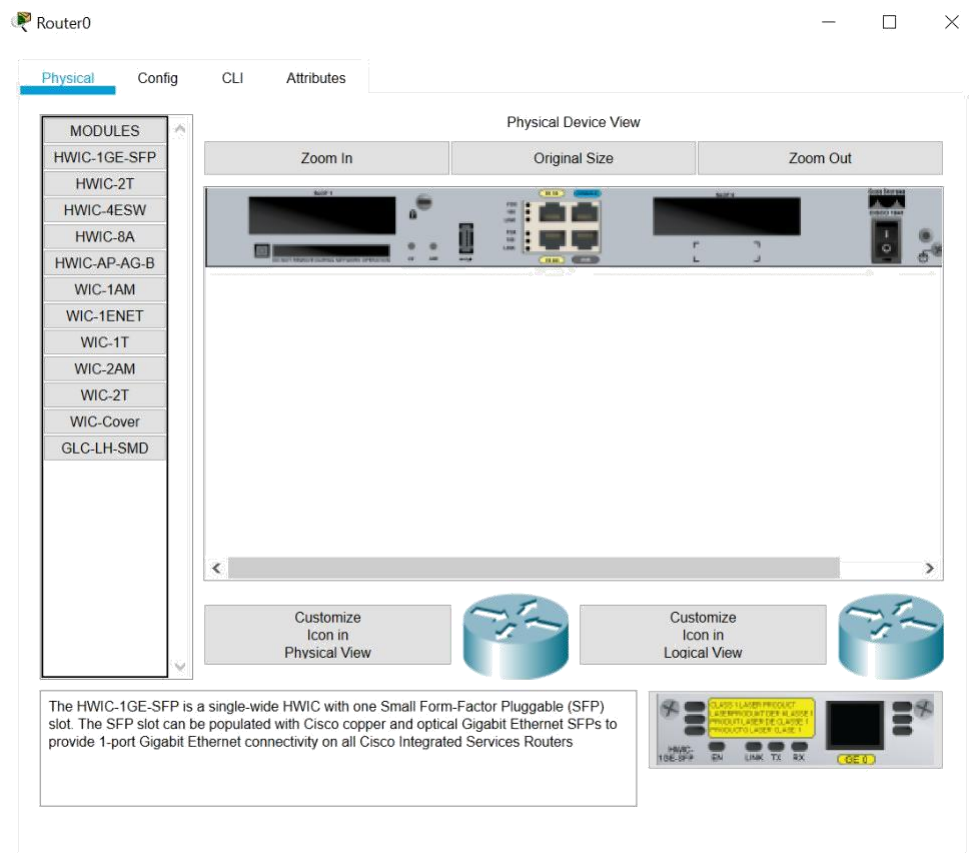 Router0
Physical Config CLI Attributes
MODULES
HWIC-1GE-SFP
HWIC-2T
HWIC-4ESW
HWIC-8A
HWIC-AP-AG-B
WIC-1AM
WIC-1ENET
WIC-1T
WIC-2AM
WIC-2T
WIC-Cover
GLC-LH-SMD
Physical Device View
Zoom In Original Size Zoom Out
Customize
Icon in
Physical View
Customize
Icon in
Logical View
The HWIC-1GE-SFP is a single-wide HWIC with one Small Form-Factor Pluggable (SFP)
slot. The SFP slot can be populated with Cisco copper and optical Gigabit Ethernet SFPs to
provide 1-port Gigabit Ethernet connectivity on all Cisco Integrated Services Routers
CLASS 1 LASER PRODUCT
HWIC-
1GE-SFP EN LINK TX RX GE 0